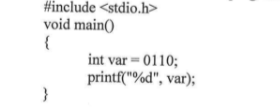 #include <stdio.h>
void main()
{
int var = 0110;
printf("%d", var);
}